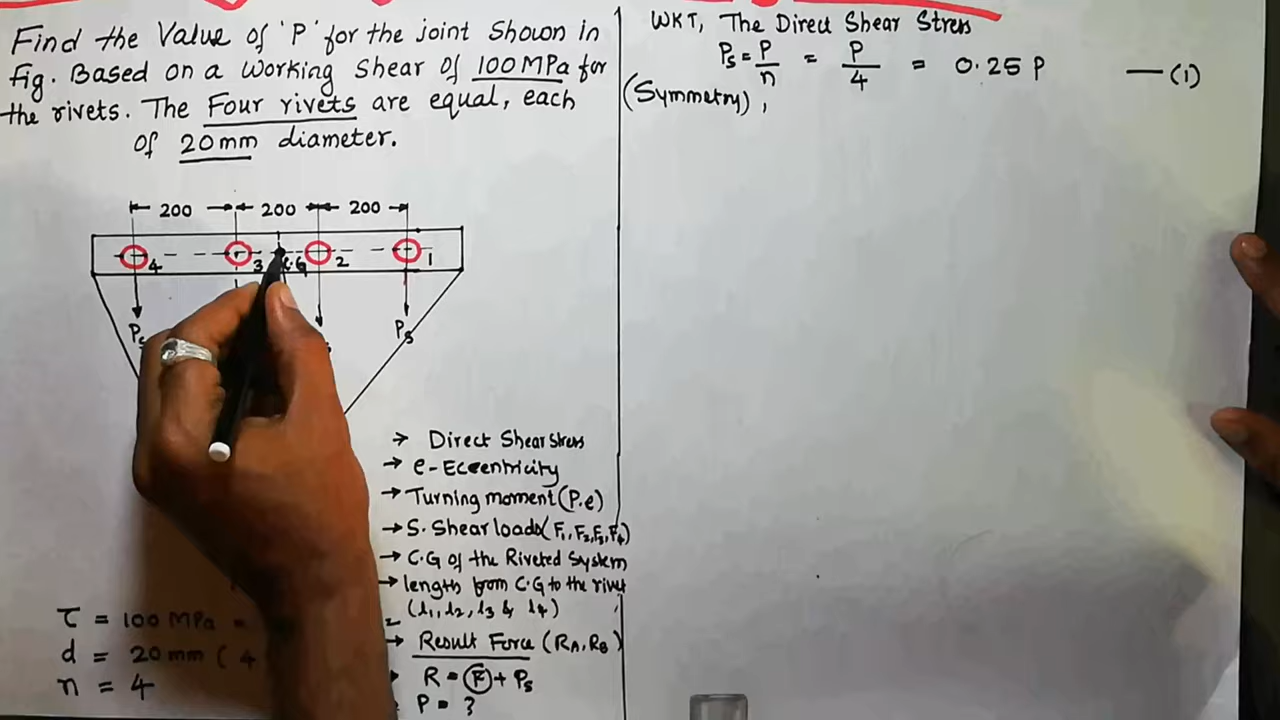 Find the Value of 'P' for the joint Shown in
Fig. Based on a Working Shear of 100 MPa for
the rivets. The Four rivets are equal, each
of 20mm diameter.
200 200 200
4 3 C.G 2 1
Ps Ps
→ Direct Shear Stress
→ e-Eccentricity
→ Turning moment (P.e)
→ S. Shear loads (F1, F2, F3, F4)
→ C.G of the Riveted System
→ length from C.G to the rivet
(l1, l2, l3 & l4)
→ Result Force (RA, RB)
R = F + Ps
P = ?
τ = 100 MPa =
d = 20mm ( 4
n = 4
WKT, The Direct Shear Stress
Ps = P/n = P/4 = 0.25 P —(1)
(Symmetry),